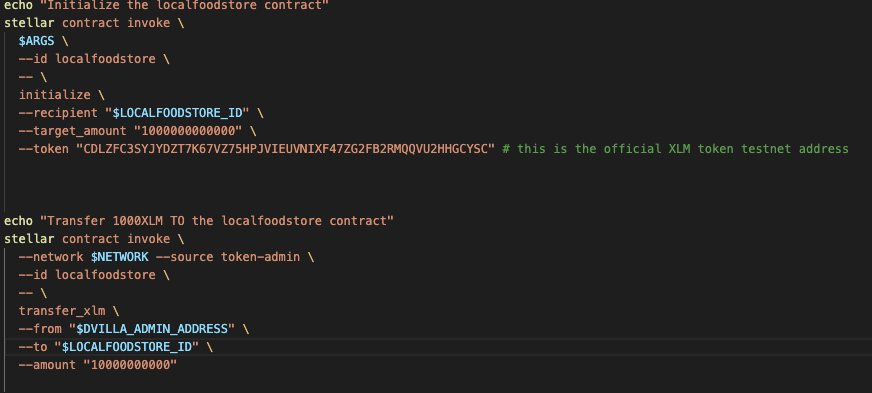 echo "Initialize the localfoodstore contract"
stellar contract invoke \
$ARGS \
--id localfoodstore \
-- \
initialize \
--recipient "$LOCALFOODSTORE_ID" \
--target_amount "1000000000000" \
--token "CDLZFC3SYJYDZT7K67VZ75HPJVIEUVNIXF47ZG2FB2RMQQVU2HHGCYSC" # this is the official XLM token testnet address
echo "Transfer 1000XLM TO the localfoodstore contract"
stellar contract invoke \
--network $NETWORK --source token-admin \
--id localfoodstore \
-- \
transfer_xlm \
--from "$DVILLA_ADMIN_ADDRESS" \
--to "$LOCALFOODSTORE_ID" \
--amount "10000000000"